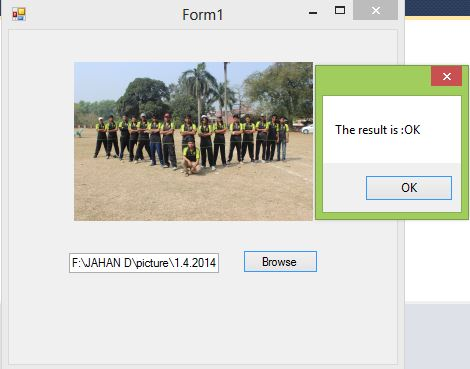 Form1
The result is :OK
OK
F:\JAHAN D\picture\1.4.2014
Browse